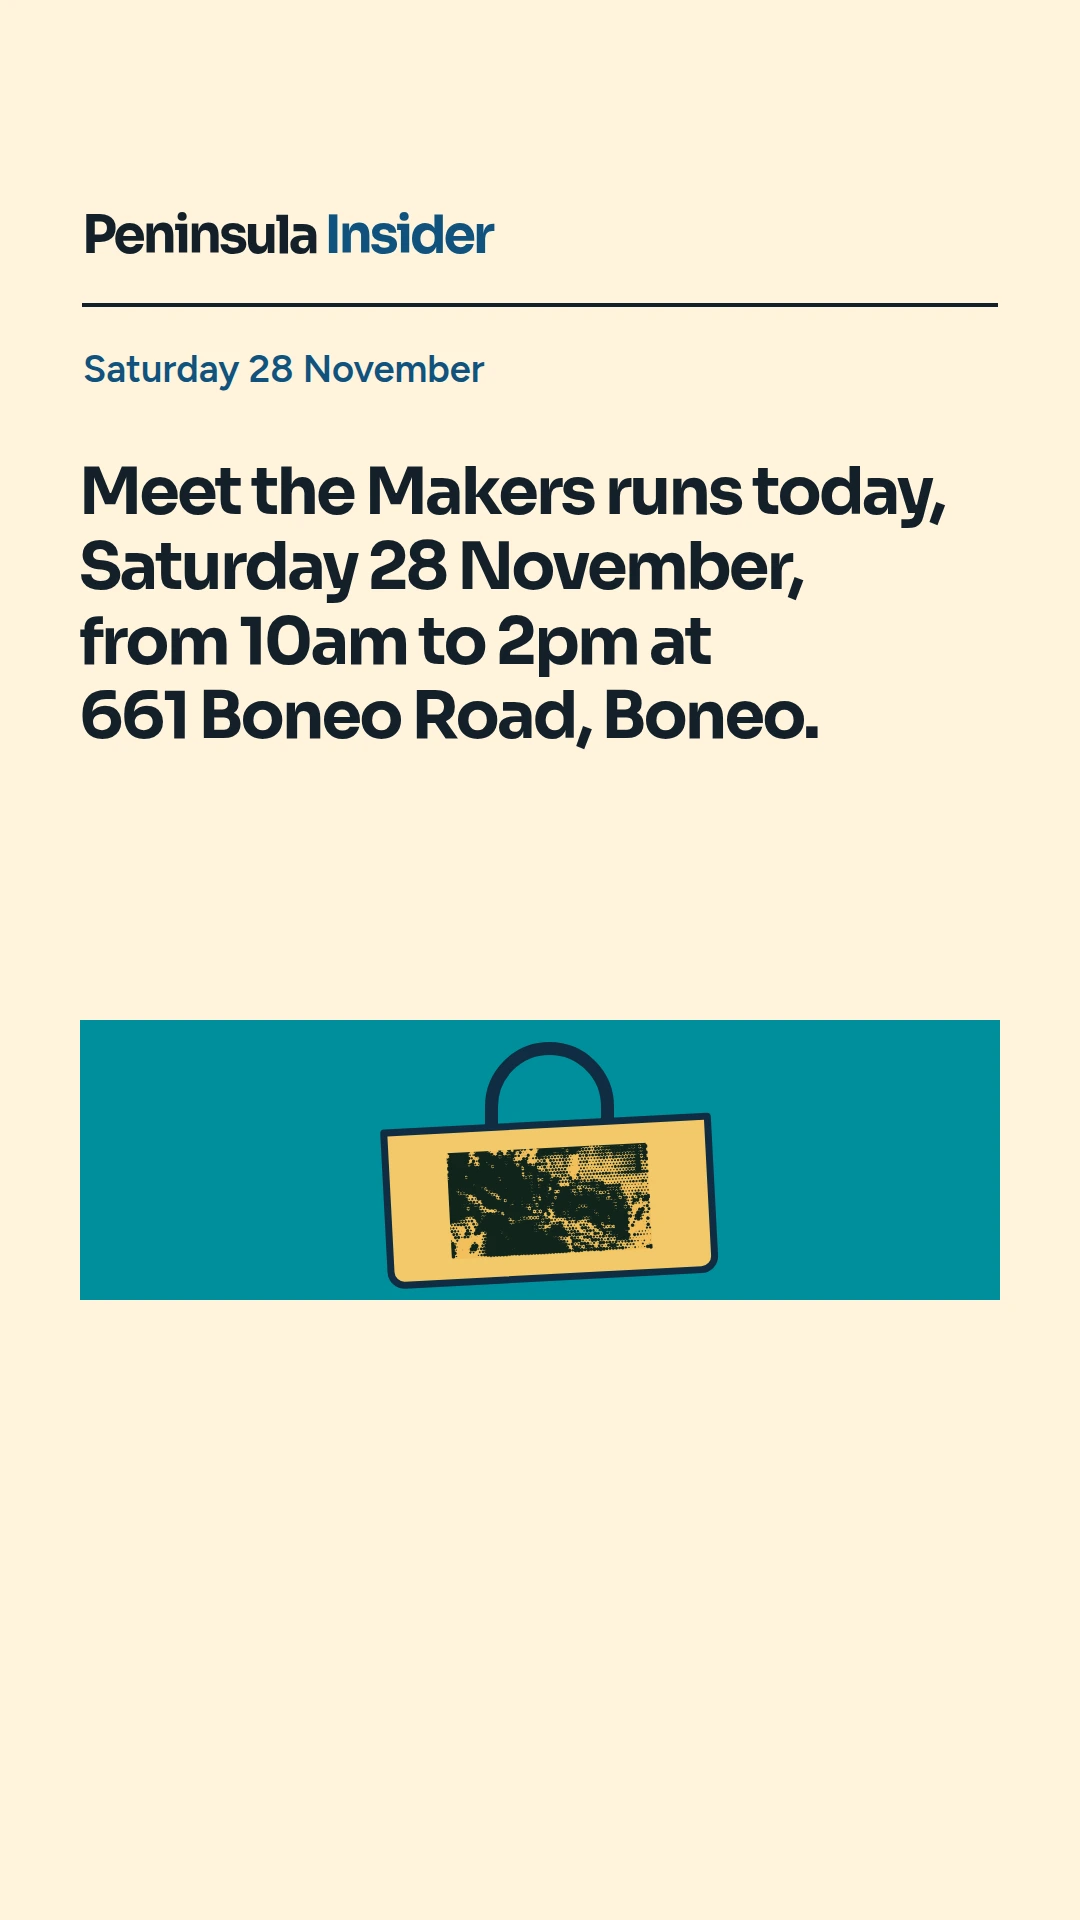 Peninsula Insider
Saturday 28 November
Meet the Makers runs today,
Saturday 28 November,
from 10am to 2pm at
661 Boneo Road, Boneo.